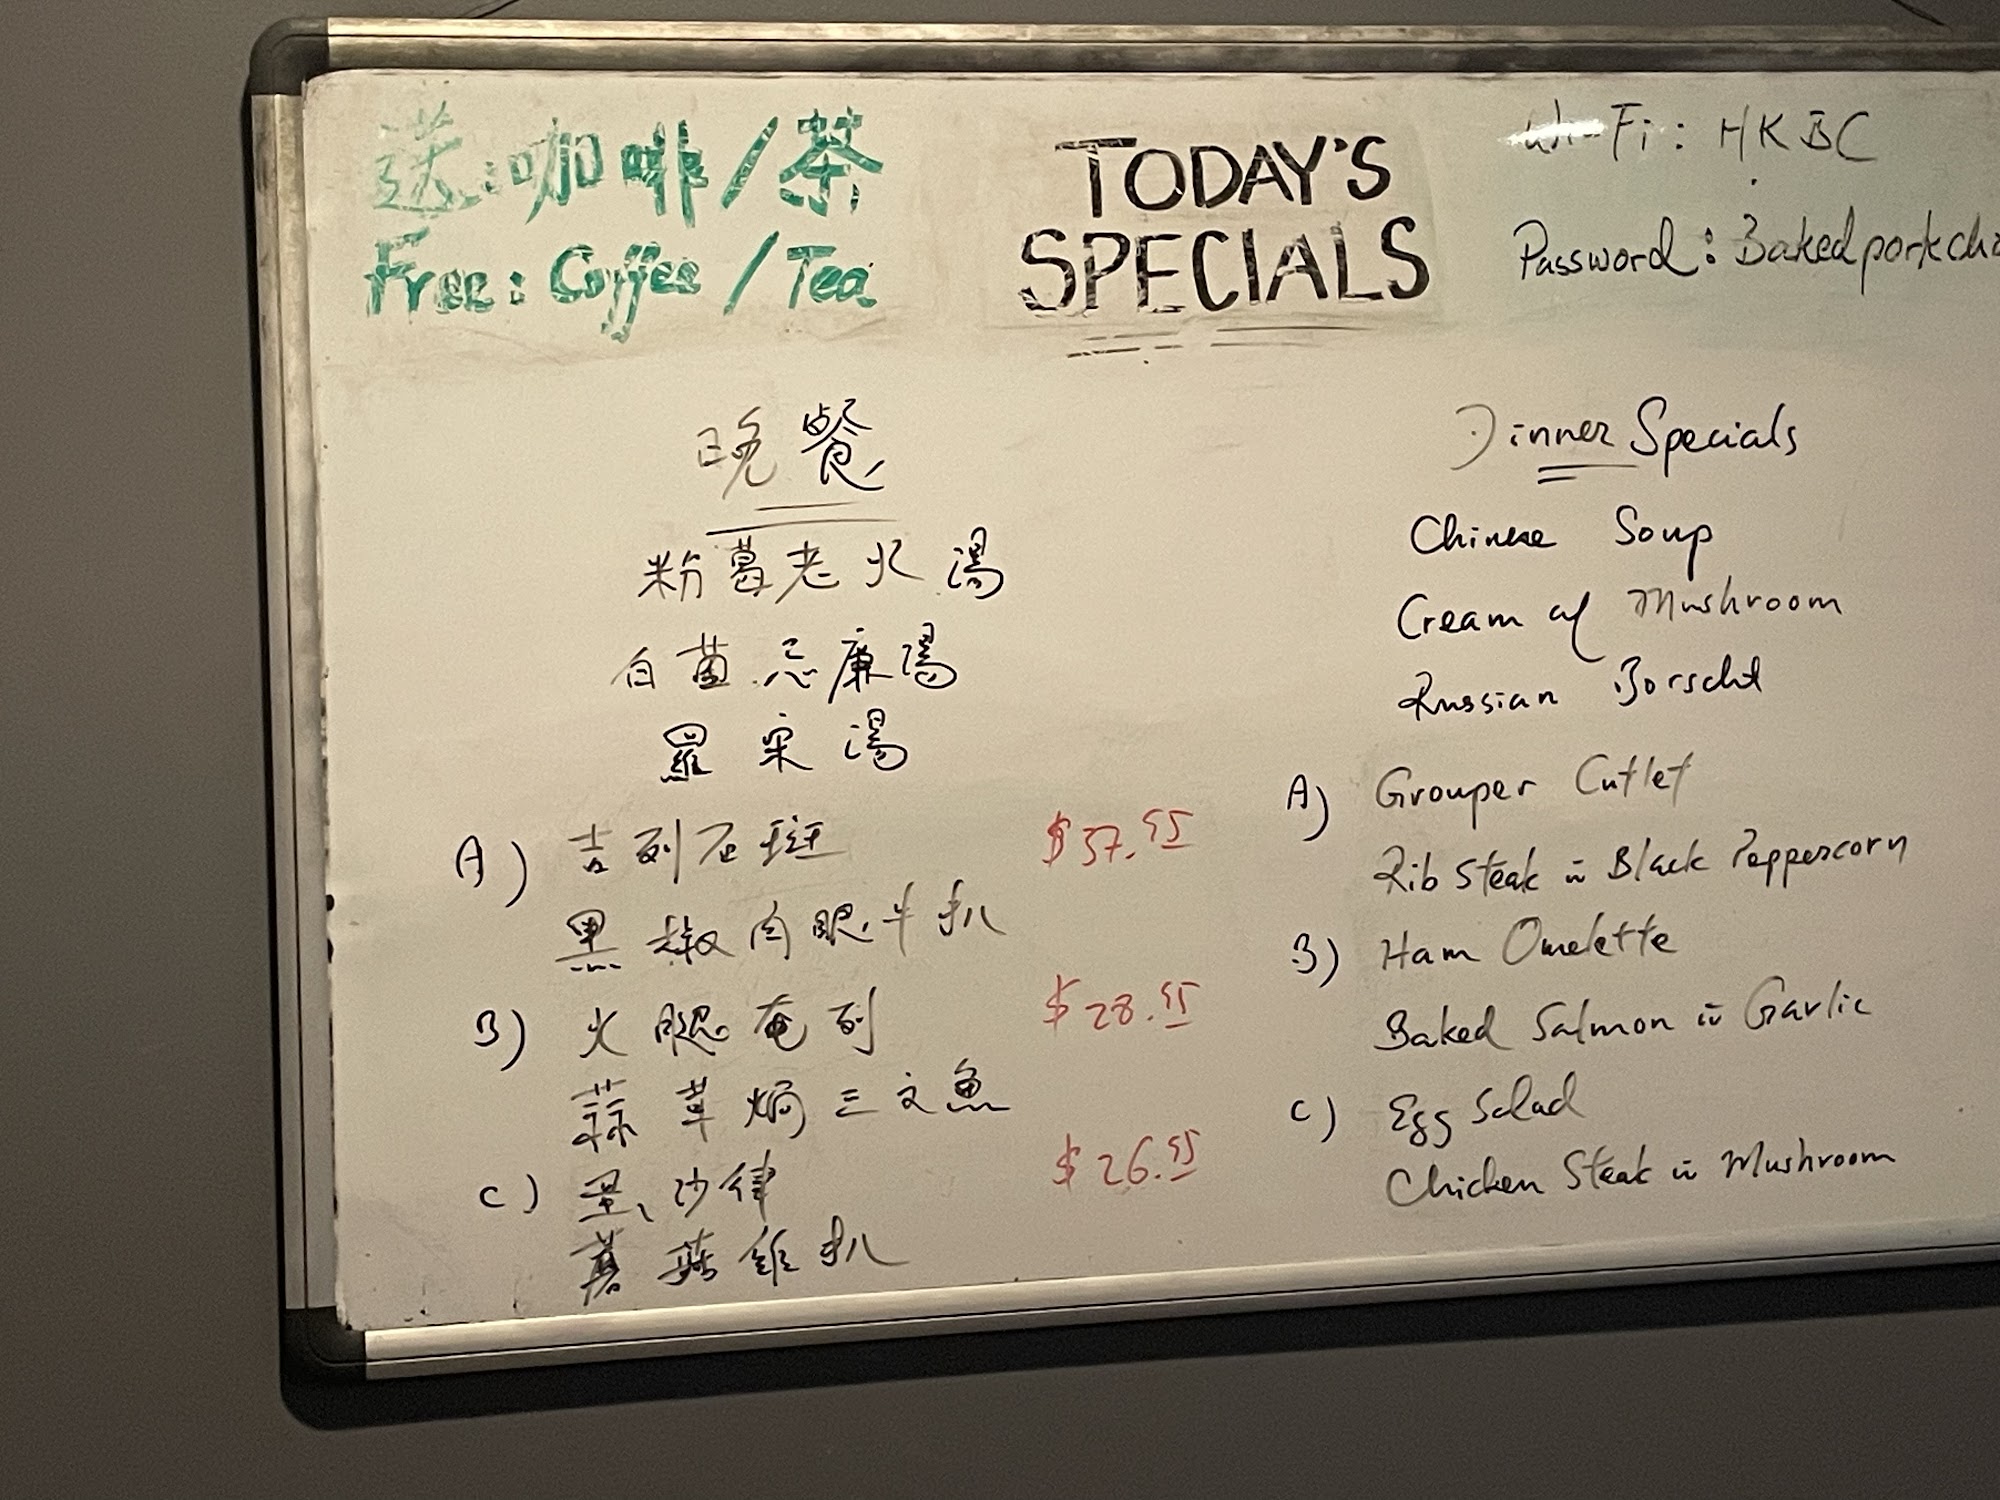 送:咖啡/茶
Free: Coffee/Tea
TODAY'S
SPECIALS
Wi-Fi: HKBC
Password: Bakedporkcho
晚餐
粉葛老火湯
白菌忌廉湯
羅宋湯
A) 吉列石斑 $37.95
黑椒肉眼牛扒
B) 火腿奄列 $28.95
蒜草焗三文魚
C) 蛋沙律 $26.95
蘑菇雞扒
Dinner Specials
Chinese Soup
Cream of Mushroom
Russian Borscht
A) Grouper Cutlet
Rib Steak in Black Peppercorn
B) Ham Omelette
Baked Salmon in Garlic
C) Egg Salad
Chicken Steak in Mushroom